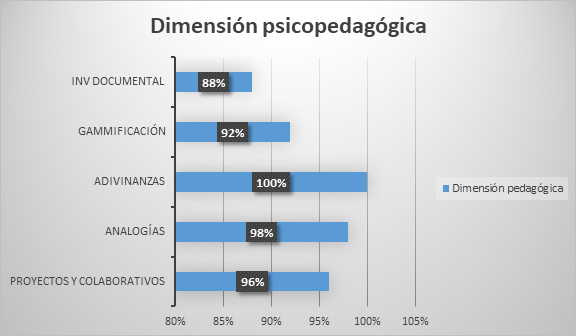 Dimensión psicopedagógica
INV DOCUMENTAL
88%
GAMMIFICACIÓN
92%
ADIVINANZAS
100%
ANALOGÍAS
98%
PROYECTOS Y COLABORATIVOS
96%
80% 85% 90% 95% 100% 105%
Dimensión pedagógica